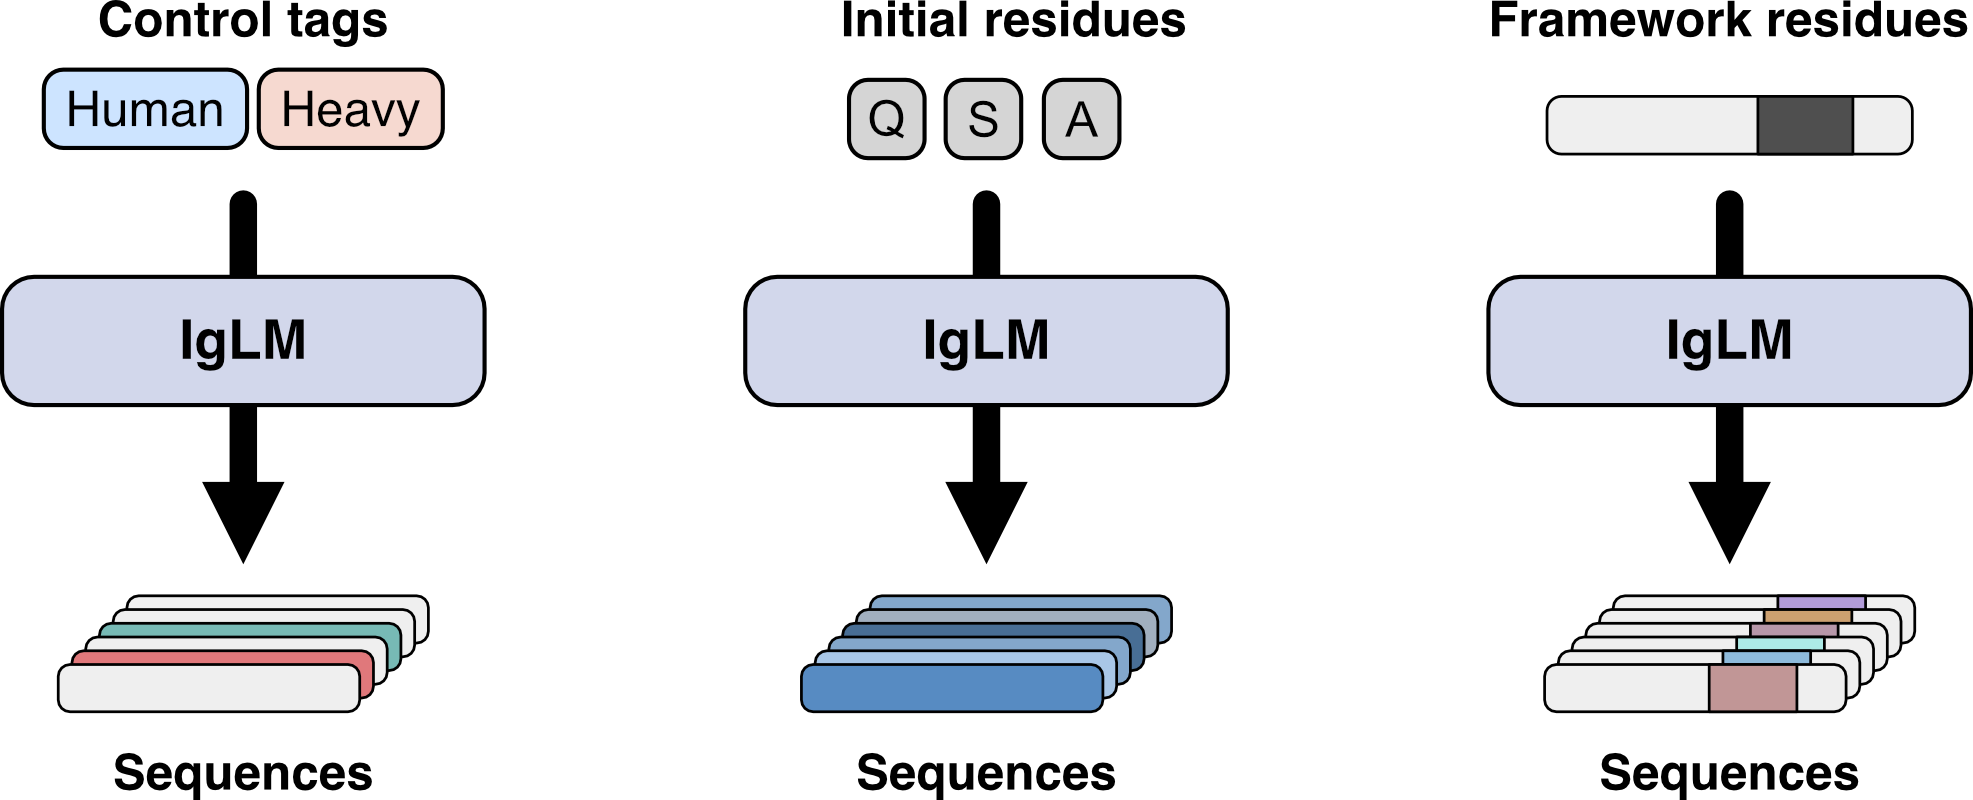 Control tags
Human Heavy
IgLM
Sequences
Initial residues
Q S A
IgLM
Sequences
Framework residues
IgLM
Sequences